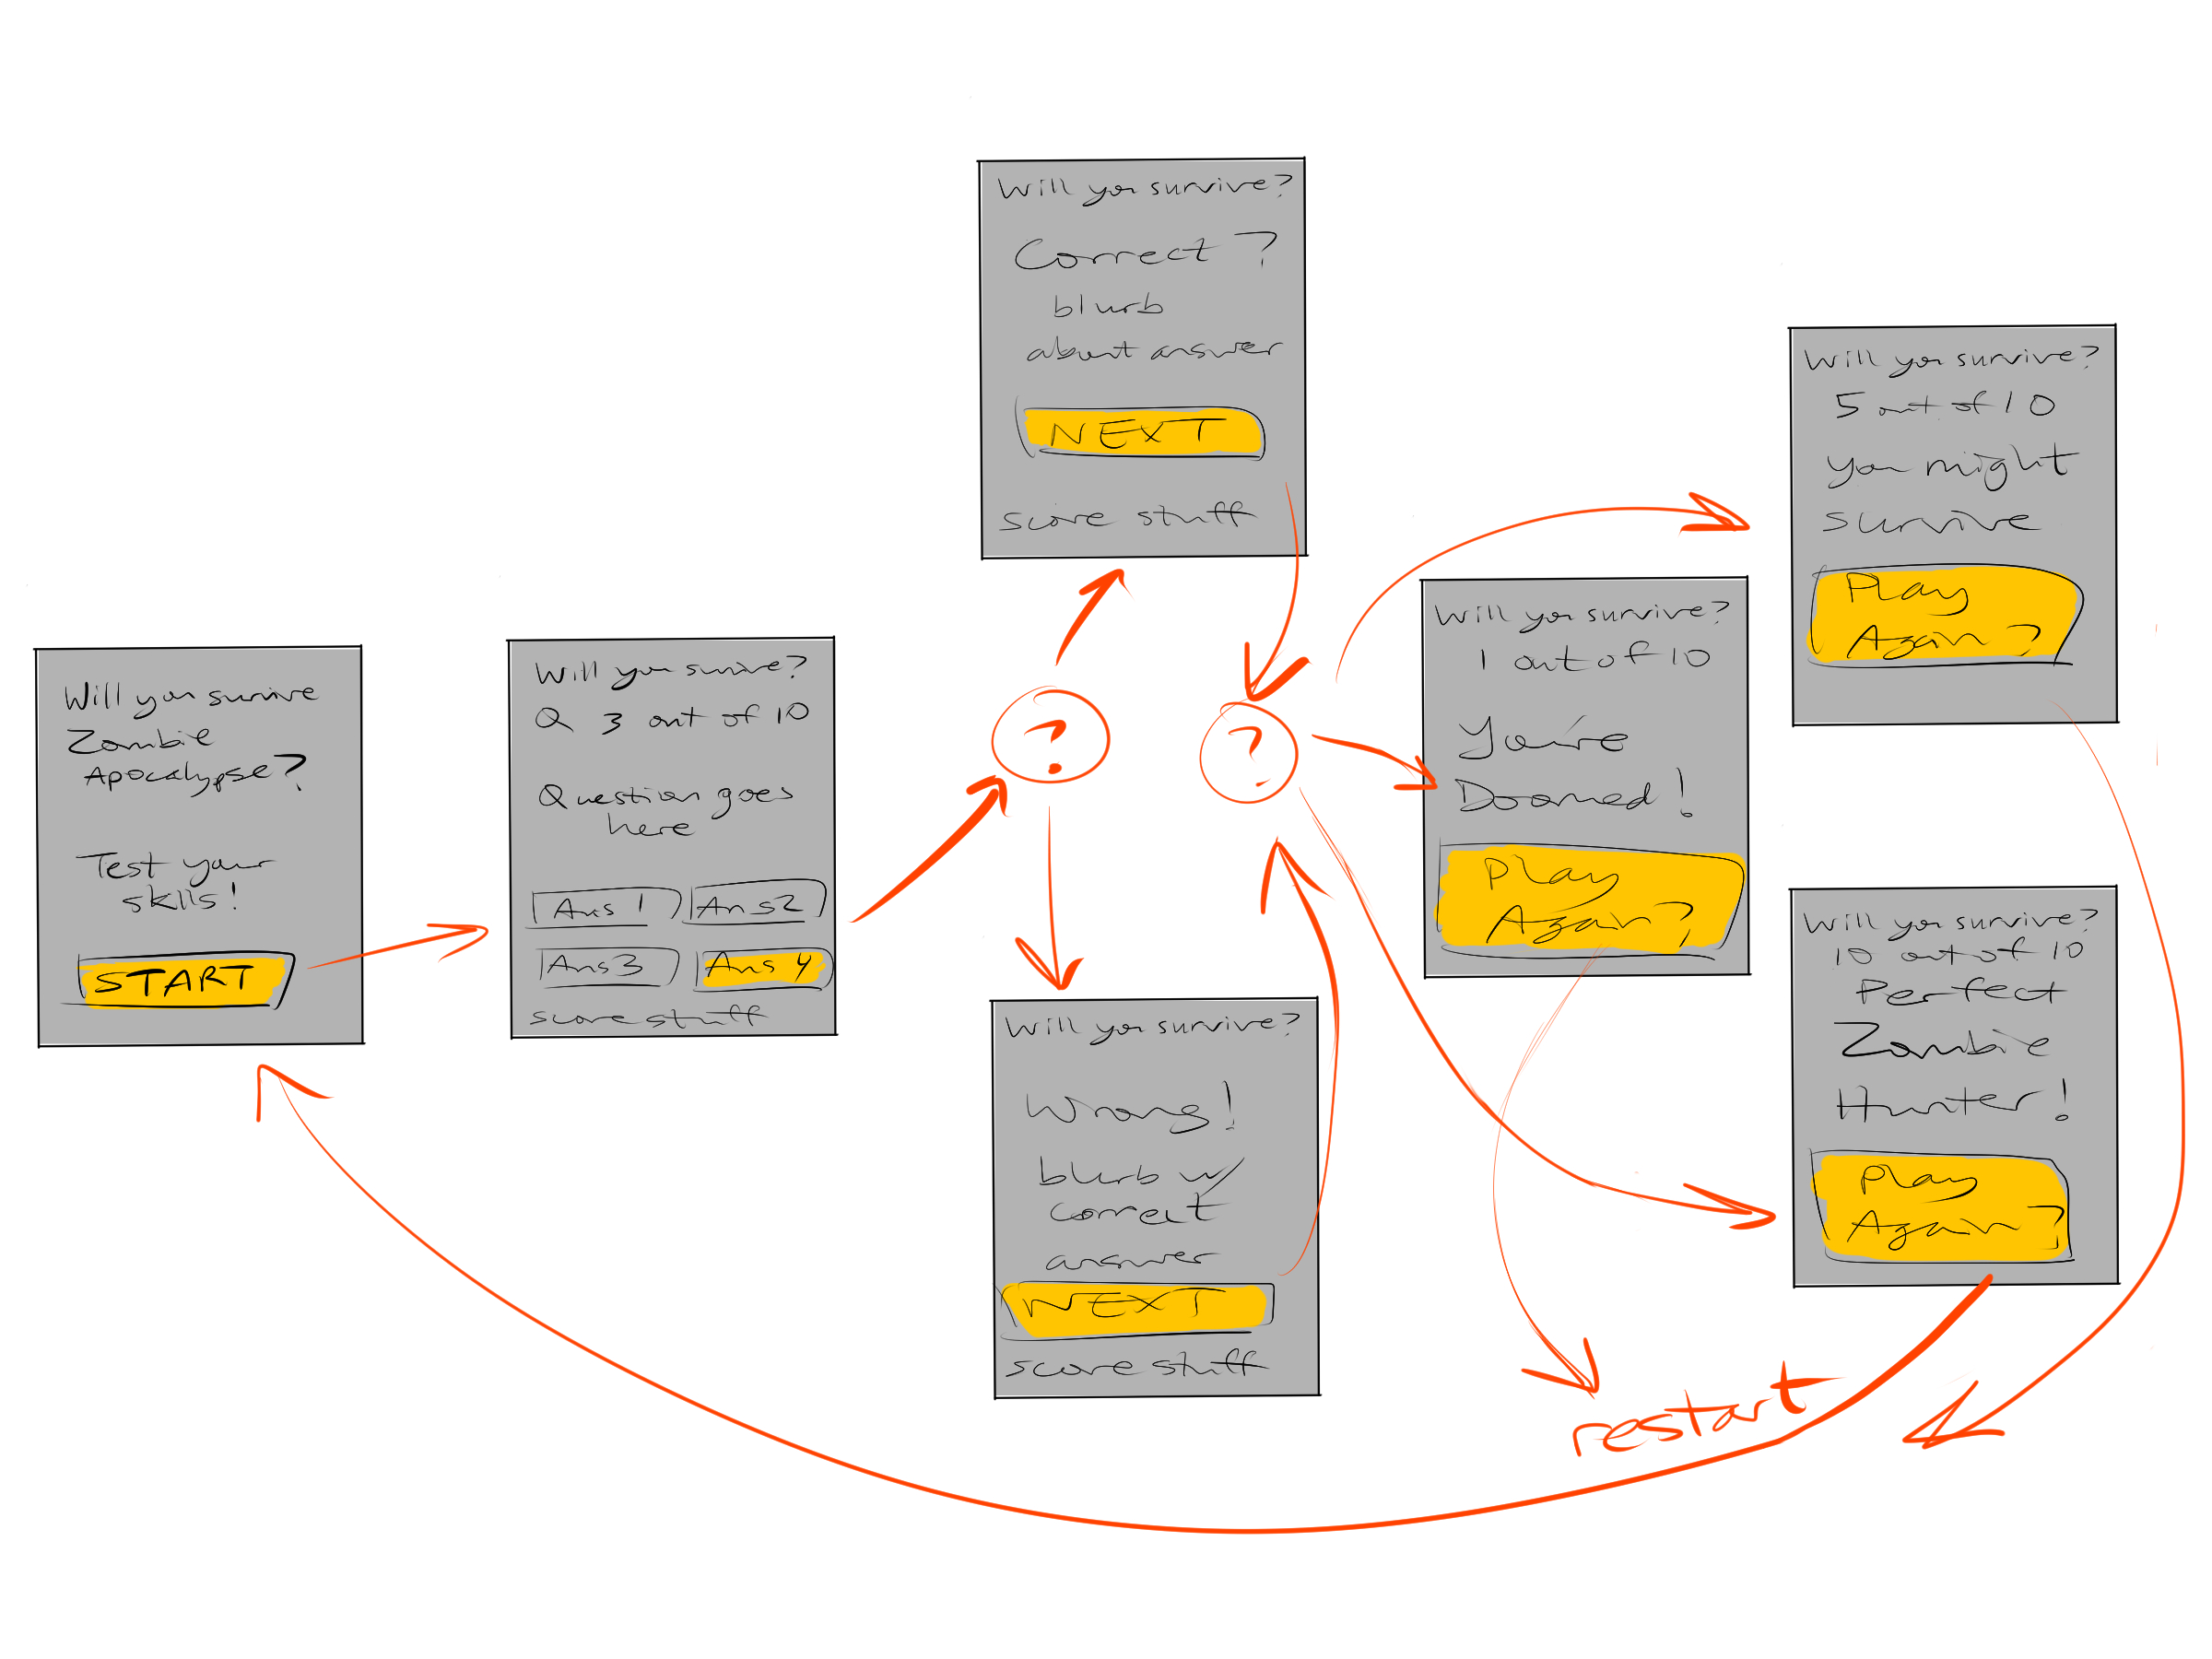 Will you survive
Zombie
Apocalypse?
Test your
sklls!
START
Will you survive?
Q 3 out of 10
Question goes
here
Ans 1
Ans 2
Ans 3
Ans 4
score stuff
?
Will you survive?
Correct?
blurb
about answer
NEXT
score stuff
Will you survive?
Wrong!
blurb w/
correct
answer
NEXT
score stuff
?
Will you survive?
5 out of 10
you might
survive
Play
Again?
Will you survive?
1 out of 10
You're
Doomed!
Play
Again?
Will you survive?
10 out of 10
Perfect
Zombie
Hunter!
Play
Again?
restart